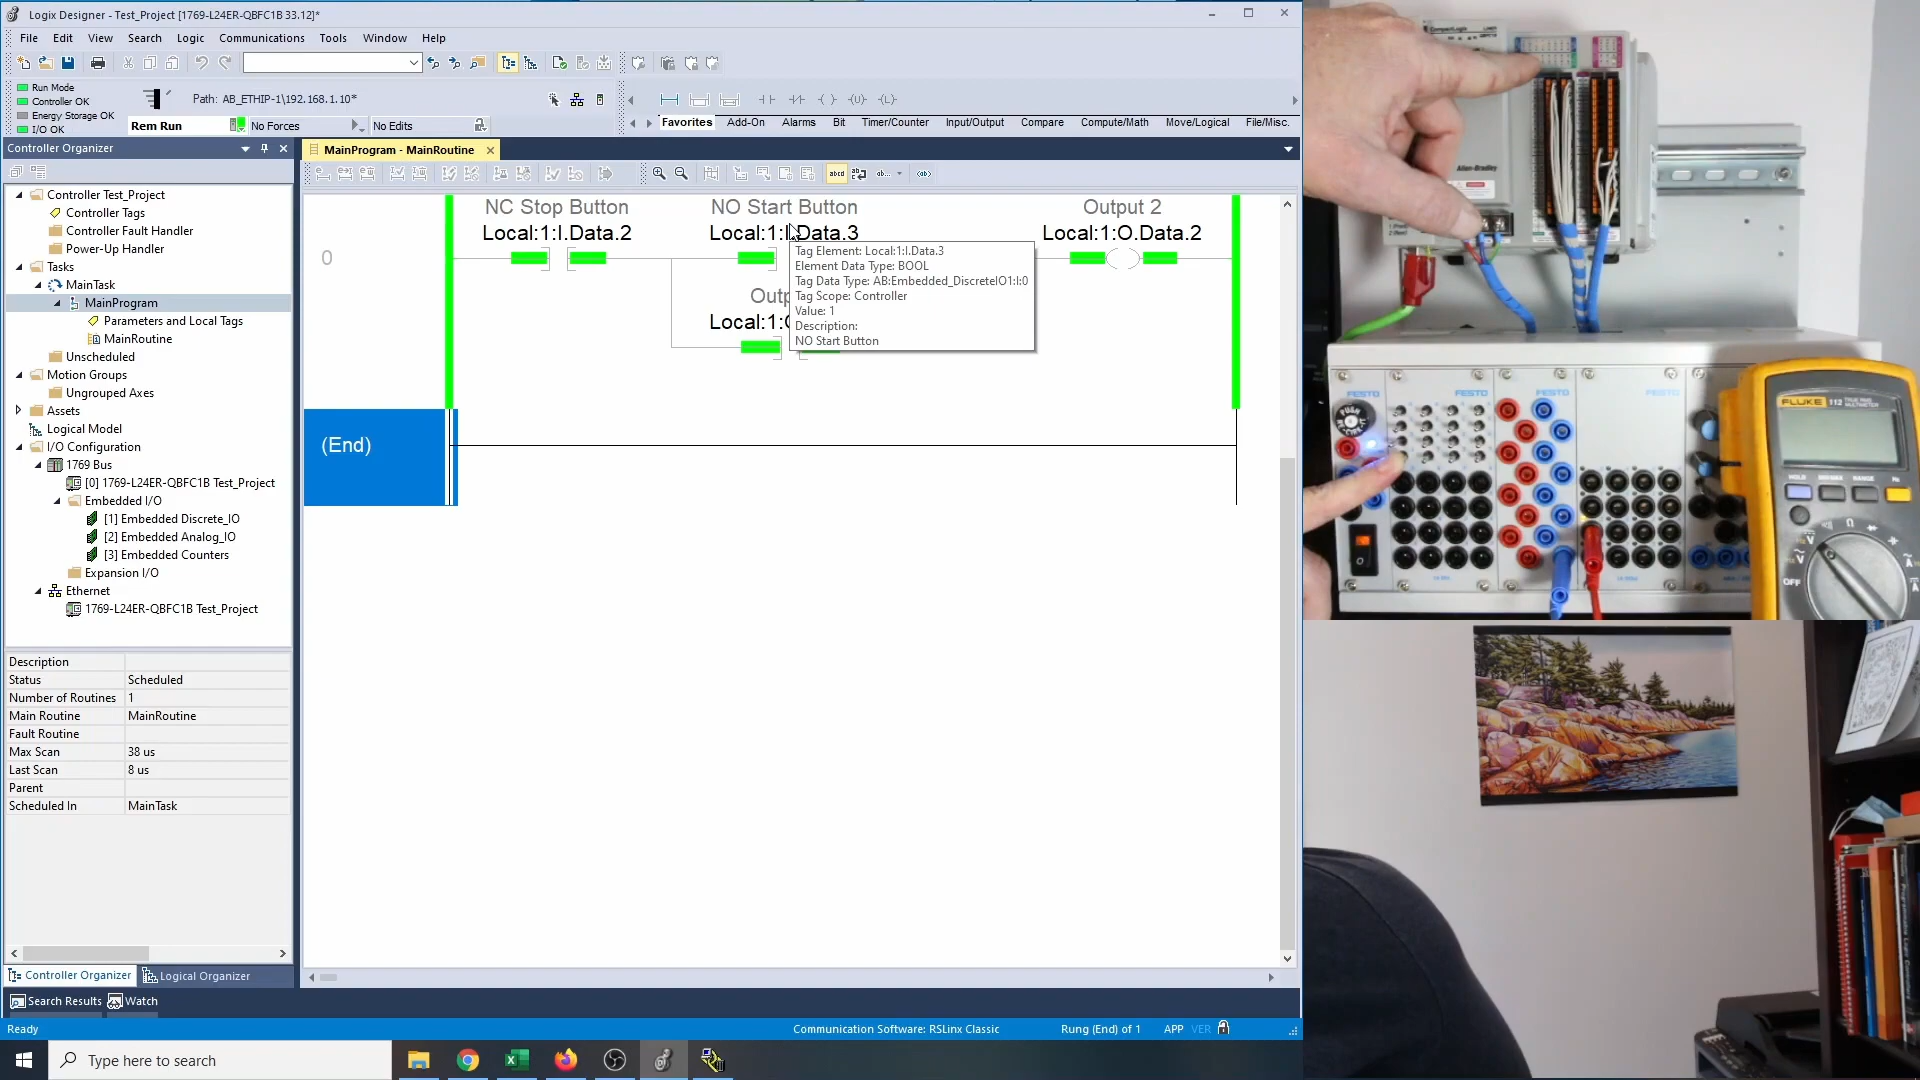 Logix Designer - Test_Project [1769-L24ER-QBFC1B 33.12]*
File Edit View Search Logic Communications Tools Window Help
Run Mode
Controller OK
Energy Storage OK
I/O OK
Path: AB_ETHIP-1\192.168.1.10*
Rem Run
No Forces
No Edits
Favorites Add-On Alarms Bit Timer/Counter Input/Output Compare Compute/Math Move/Logical File/Misc.
Controller Organizer
MainProgram - MainRoutine
Controller Test_Project
Controller Tags
Controller Fault Handler
Power-Up Handler
Tasks
MainTask
MainProgram
Parameters and Local Tags
MainRoutine
Unscheduled
Motion Groups
Ungrouped Axes
Assets
Logical Model
I/O Configuration
1769 Bus
[0] 1769-L24ER-QBFC1B Test_Project
Embedded I/O
[1] Embedded Discrete_IO
[2] Embedded Analog_IO
[3] Embedded Counters
Expansion I/O
Ethernet
1769-L24ER-QBFC1B Test_Project
Description
Status Scheduled
Number of Routines 1
Main Routine MainRoutine
Fault Routine
Max Scan 38 us
Last Scan 8 us
Parent
Scheduled In MainTask
Controller Organizer Logical Organizer
Search Results Watch
NC Stop Button NO Start Button Output 2
Local:1:I.Data.2 Local:1:I.Data.3 Local:1:O.Data.2
0
Outp
Local:1:
Tag Element: Local:1:I.Data.3
Element Data Type: BOOL
Tag Data Type: AB:Embedded_DiscreteIO1:I:0
Tag Scope: Controller
Value: 1
Description:
NO Start Button
(End)
Ready
Communication Software: RSLinx Classic
Rung (End) of 1
APP VER
Type here to search
Allen-Bradley
FESTO FESTO FESTO FESTO
FLUKE 112
HOLD
RANGE
OFF